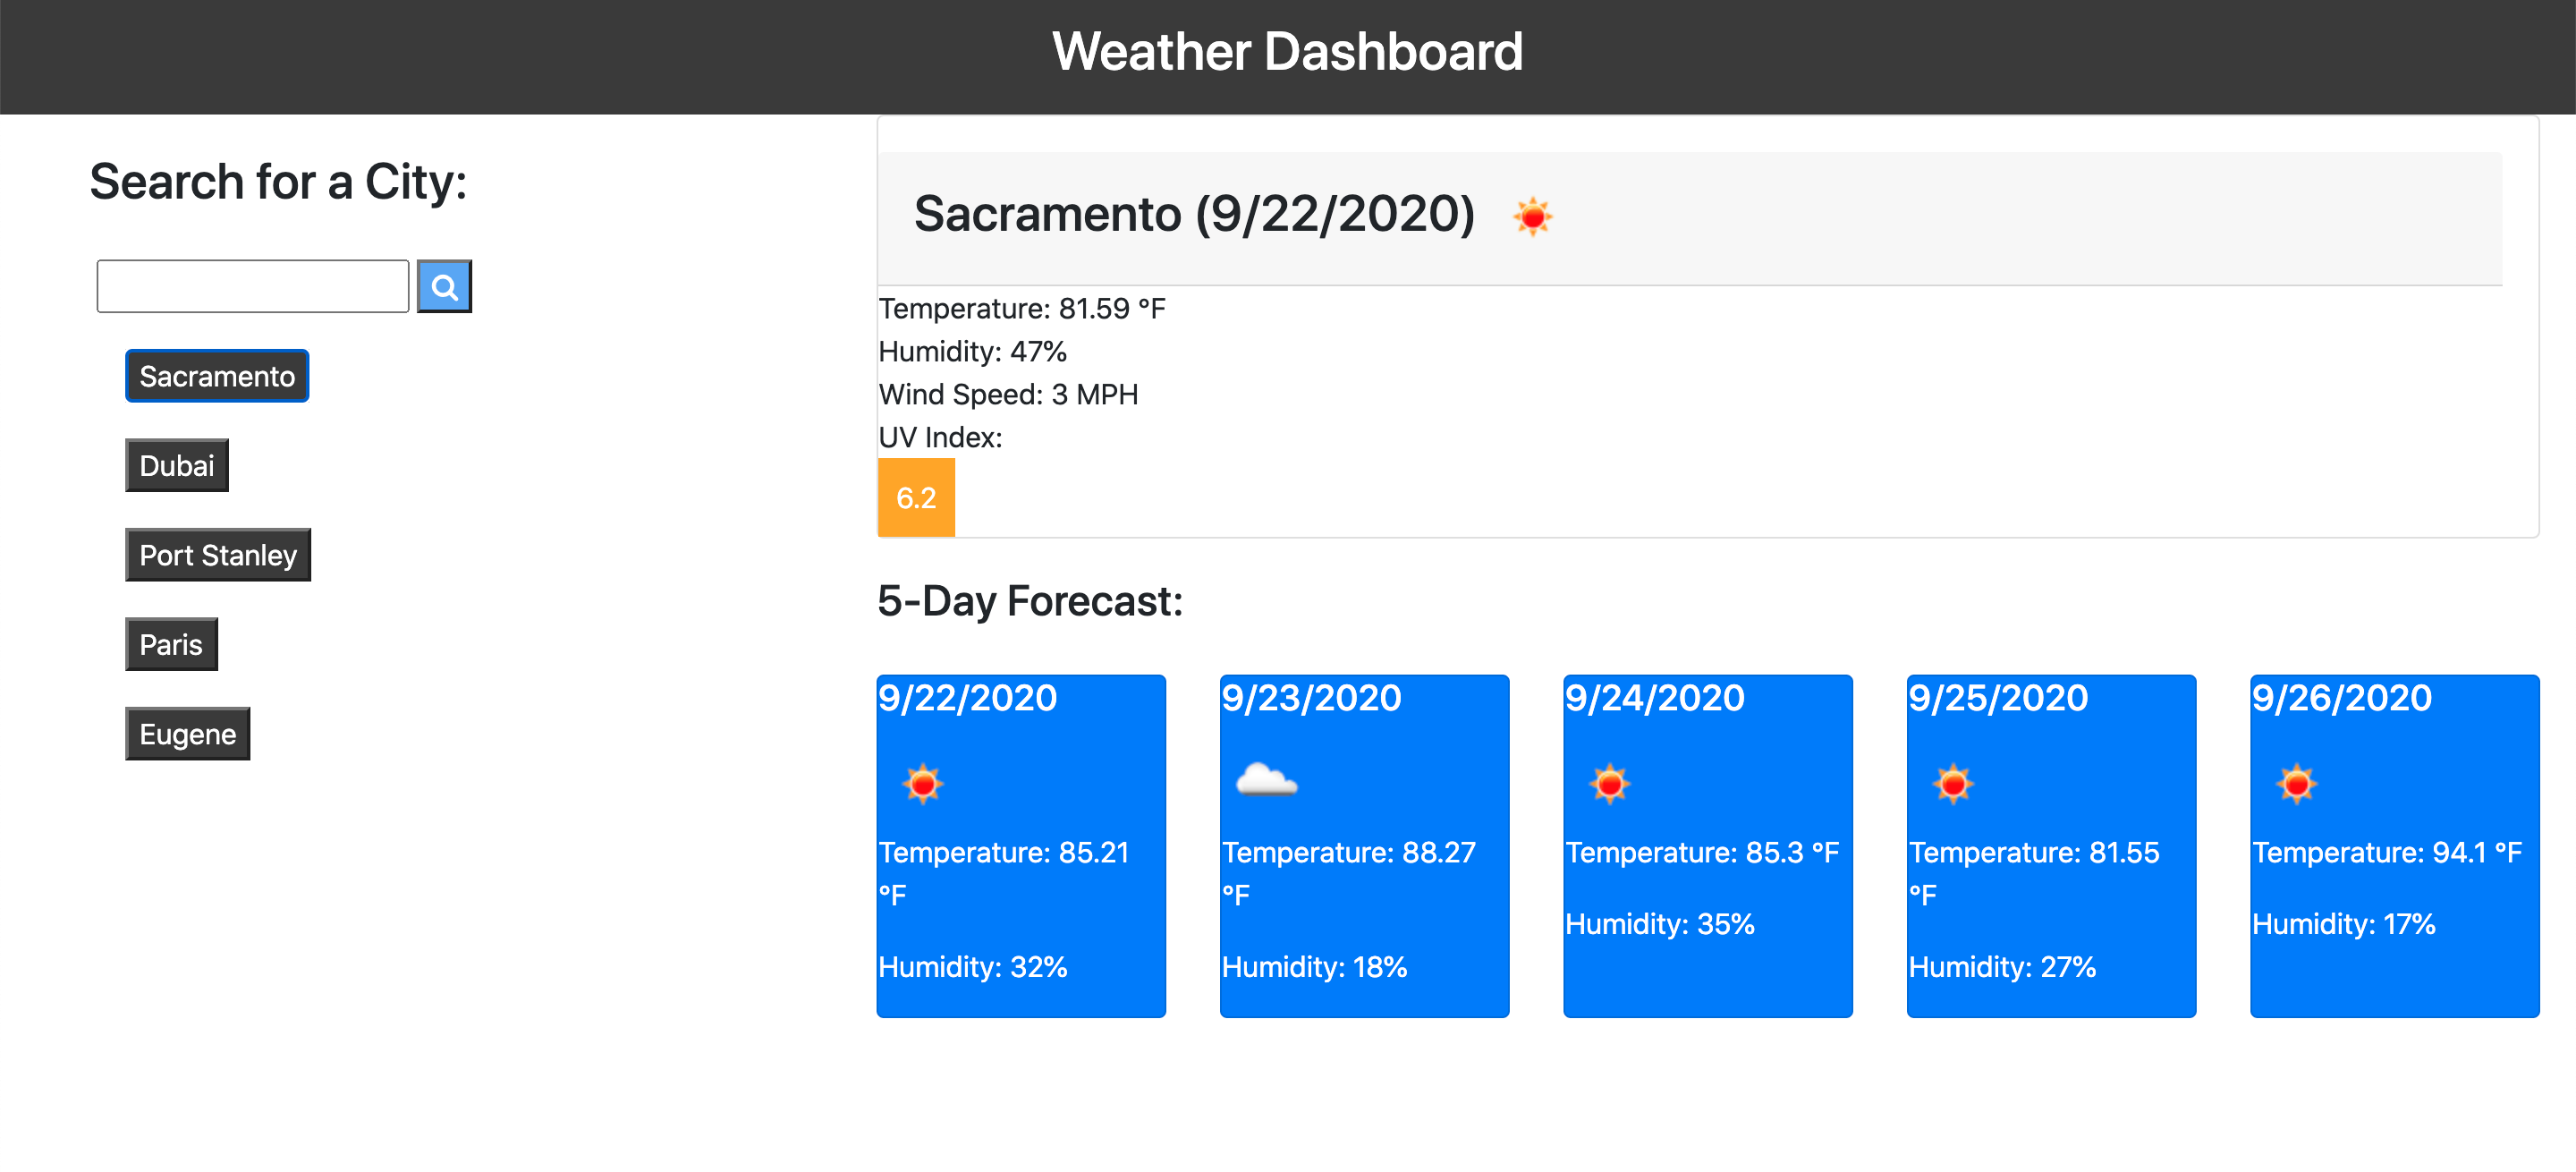 Weather Dashboard
Search for a City:
Sacramento
Dubai
Port Stanley
Paris
Eugene
Sacramento (9/22/2020)
Temperature: 81.59 °F
Humidity: 47%
Wind Speed: 3 MPH
UV Index:
6.2
5-Day Forecast:
9/22/2020
Temperature: 85.21
°F
Humidity: 32%
9/23/2020
Temperature: 88.27
°F
Humidity: 18%
9/24/2020
Temperature: 85.3 °F
Humidity: 35%
9/25/2020
Temperature: 81.55
°F
Humidity: 27%
9/26/2020
Temperature: 94.1 °F
Humidity: 17%